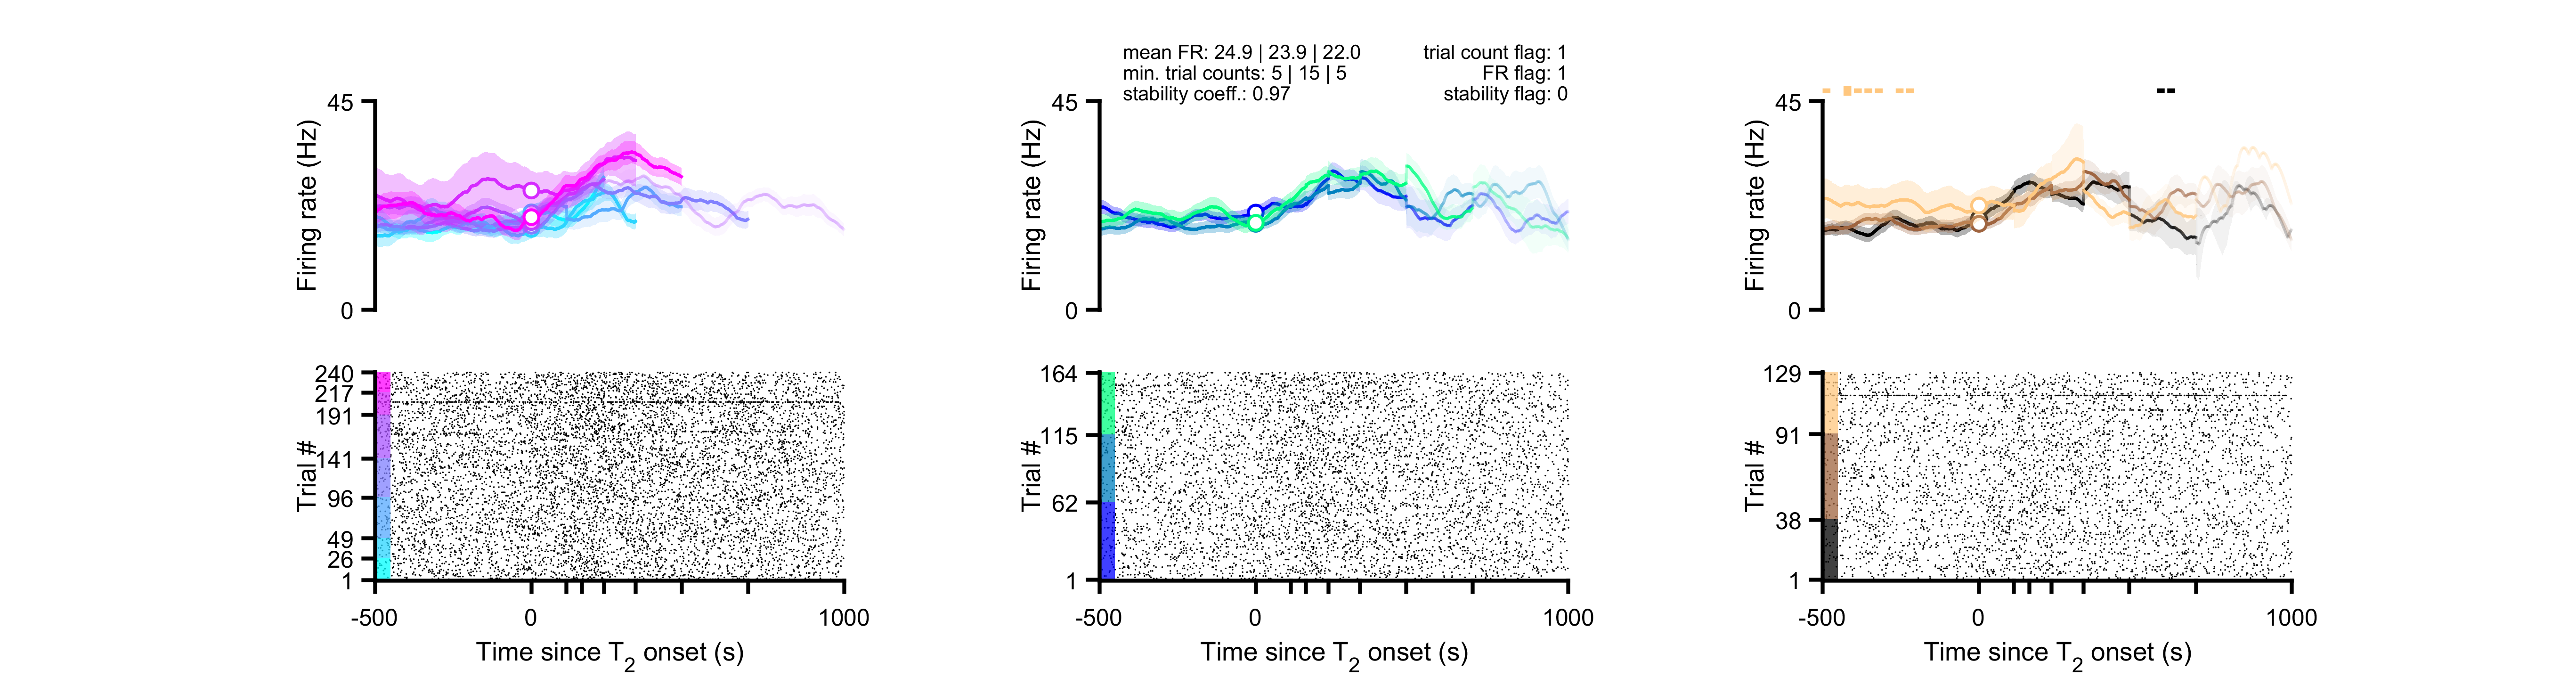 mean FR: 24.9 | 23.9 | 22.0
min. trial counts: 5 | 15 | 5
stability coeff.: 0.97
trial count flag: 1
FR flag: 1
stability flag: 0
45
Firing rate (Hz)
0
45
Firing rate (Hz)
0
45
Firing rate (Hz)
0
240
217
191
141
96
49
26
1
Trial #
-500
0
1000
Time since T2 onset (s)
164
115
62
1
Trial #
-500
0
1000
Time since T2 onset (s)
129
91
38
1
Trial #
-500
0
1000
Time since T2 onset (s)